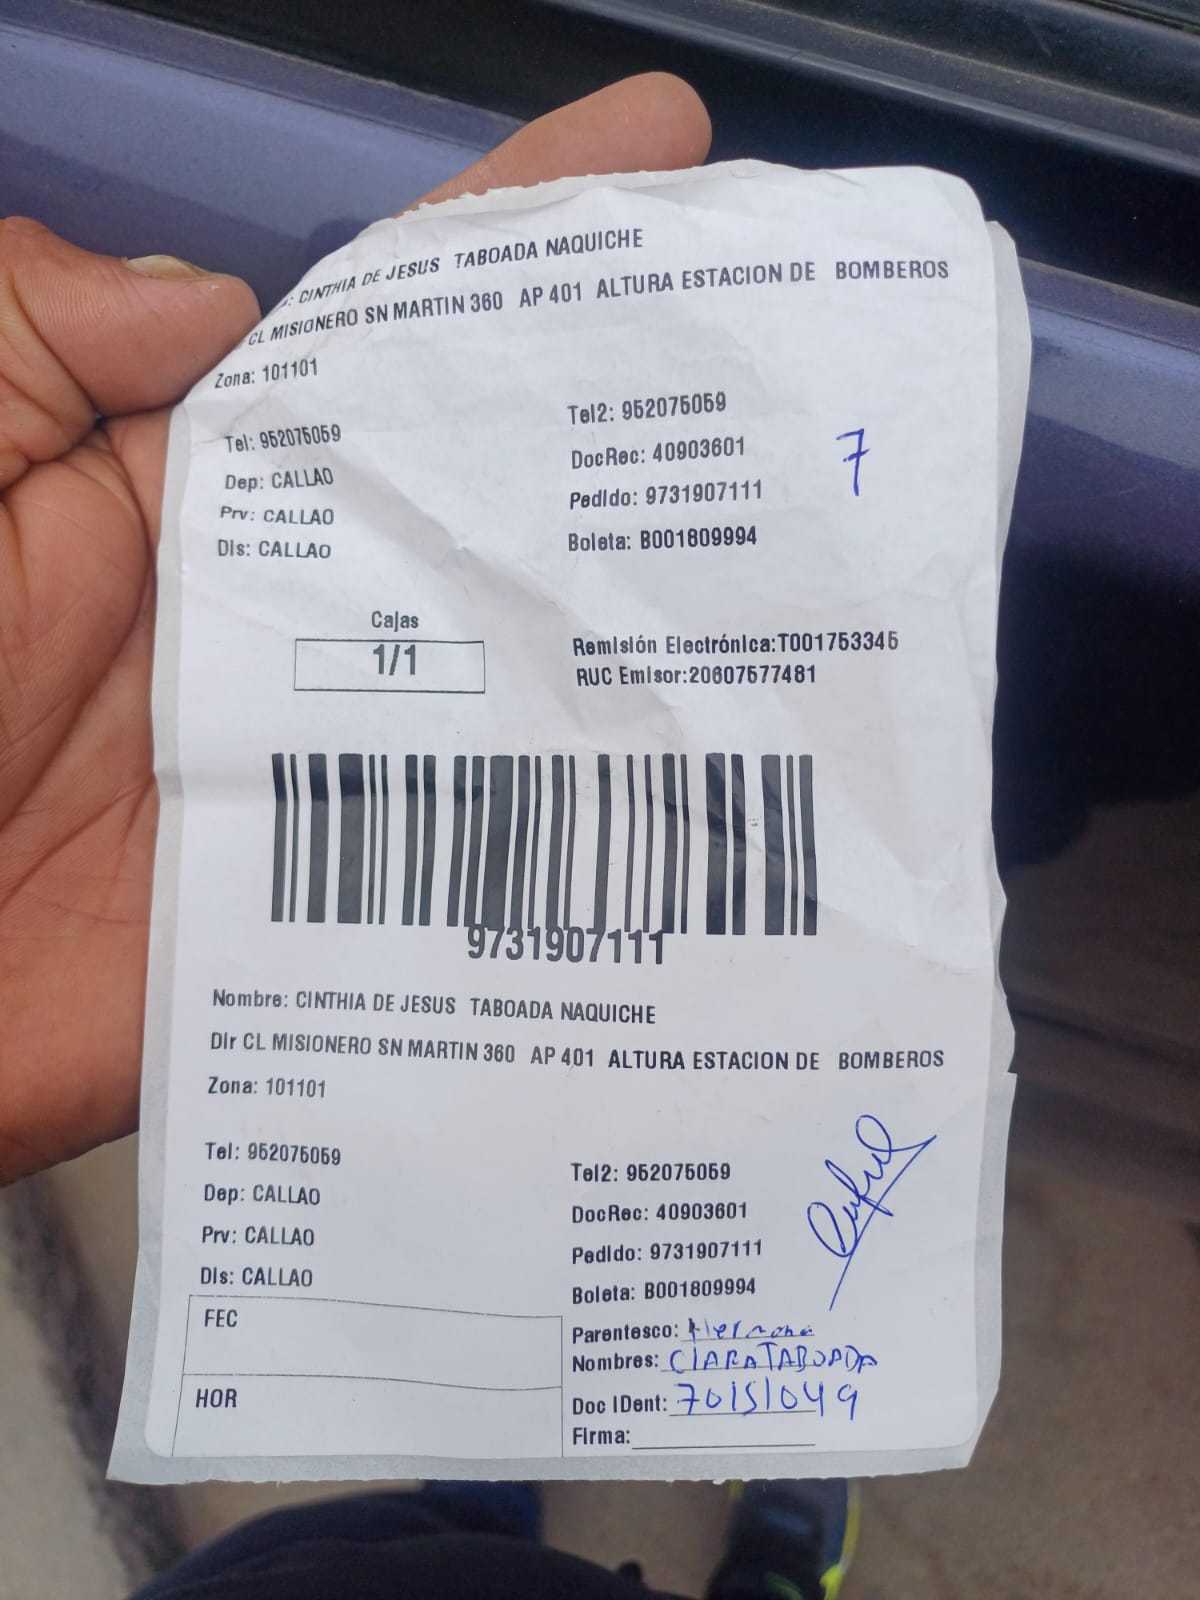 : CINTHIA DE JESUS TABOADA NAQUICHE
CL MISIONERO SN MARTIN 360 AP 401 ALTURA ESTACION DE BOMBEROS
Zona: 101101
Tel: 952075059
Tel2: 952075059
Dep: CALLAO
DocRec: 40903601
Prv: CALLAO
Pedido: 9731907111
Dis: CALLAO
Boleta: B001809994
7
Cajas
1/1
Remisión Electrónica:T001753345
RUC Emisor:20607577481
9731907111
Nombre: CINTHIA DE JESUS TABOADA NAQUICHE
Dir CL MISIONERO SN MARTIN 360 AP 401 ALTURA ESTACION DE BOMBEROS
Zona: 101101
Tel: 952075059
Tel2: 952075059
Dep: CALLAO
DocRec: 40903601
Prv: CALLAO
Pedido: 9731907111
Dis: CALLAO
Boleta: B001809994
FEC
HOR
Parentesco: Hermana
Nombres: CLARA TABOADA
Doc IDent: 70151049
Firma: